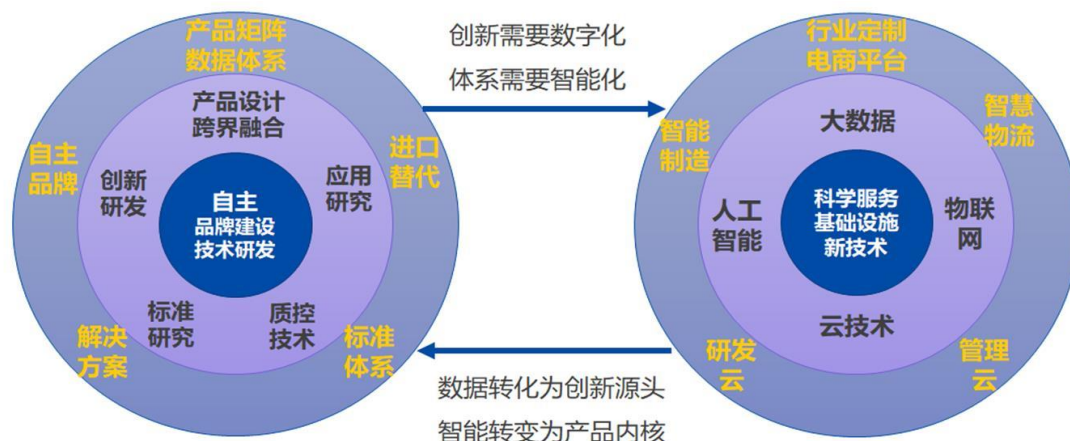 产品矩阵
数据体系
自主
品牌
进口
替代
解决
方案
标准
体系
产品设计
跨界融合
创新
研发
应用
研究
标准
研究
质控
技术
自主
品牌建设
技术研发
创新需要数字化
体系需要智能化
数据转化为创新源头
智能转变为产品内核
行业定制
电商平台
智能
制造
智慧
物流
研发
云
管理
云
大数据
人工
智能
物联
网
云技术
科学服务
基础设施
新技术